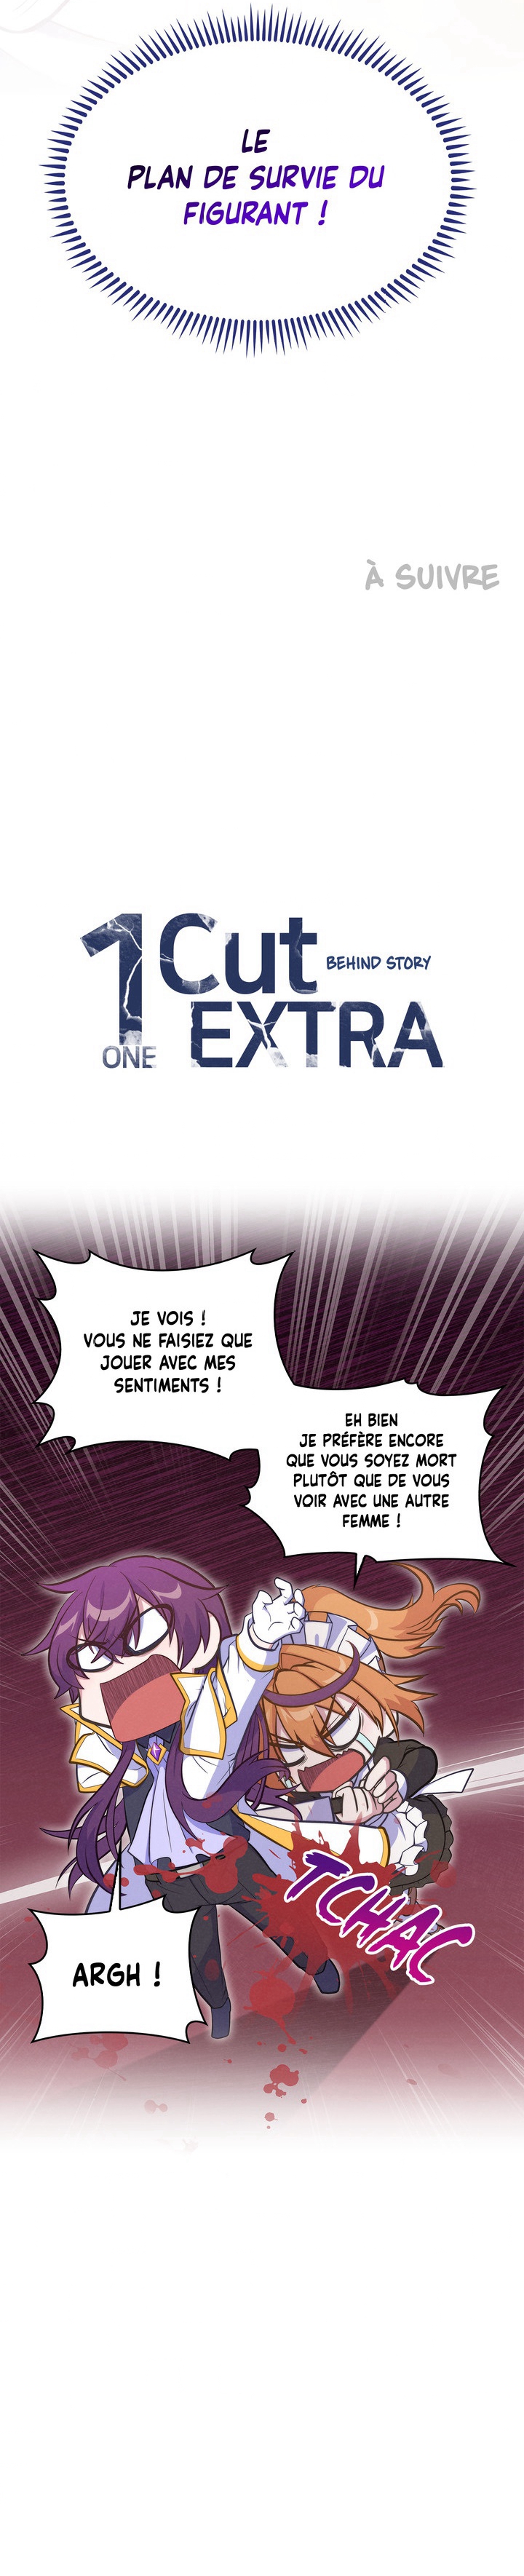 LE
PLAN DE SURVIE DU
FIGURANT !
À SUIVRE
1 Cut BEHIND STORY
ONE EXTRA
JE VOIS !
VOUS NE FAISIEZ QUE
JOUER AVEC MES
SENTIMENTS !
EH BIEN
JE PRÉFÈRE ENCORE
QUE VOUS SOYEZ MORT
PLUTÔT QUE DE VOUS
VOIR AVEC UNE AUTRE
FEMME !
TCHAC
ARGH !